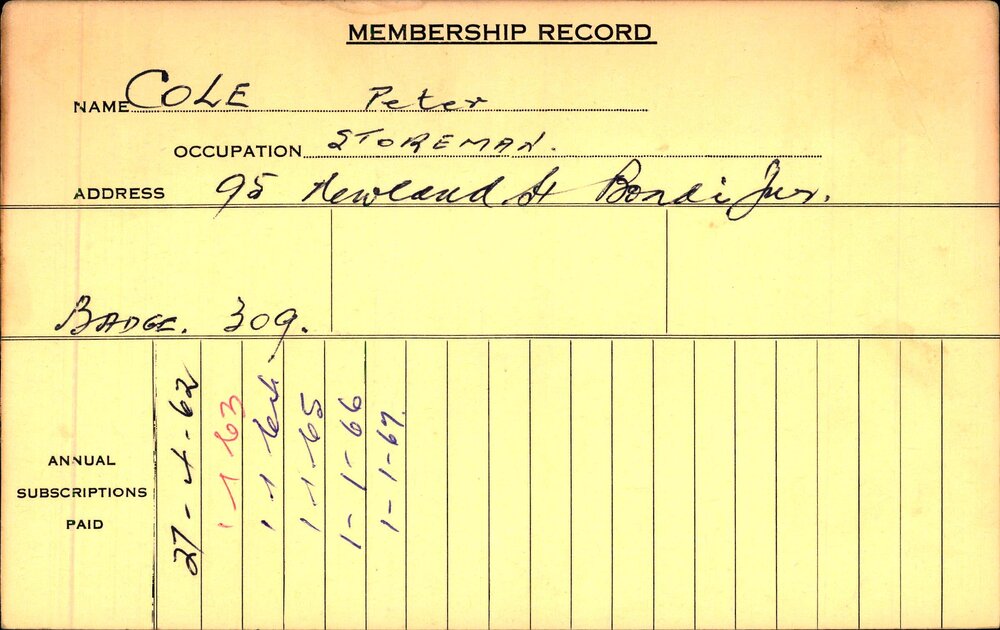 MEMBERSHIP RECORD
NAME COLE Peter
OCCUPATION STOREMAN.
ADDRESS 95 Newland St Bondi Jun.
BADGE. 309.
ANNUAL
SUBSCRIPTIONS
PAID
27-4-62
1-1 63
1 1 64
1 1 65
1-1-66
1-1-67.